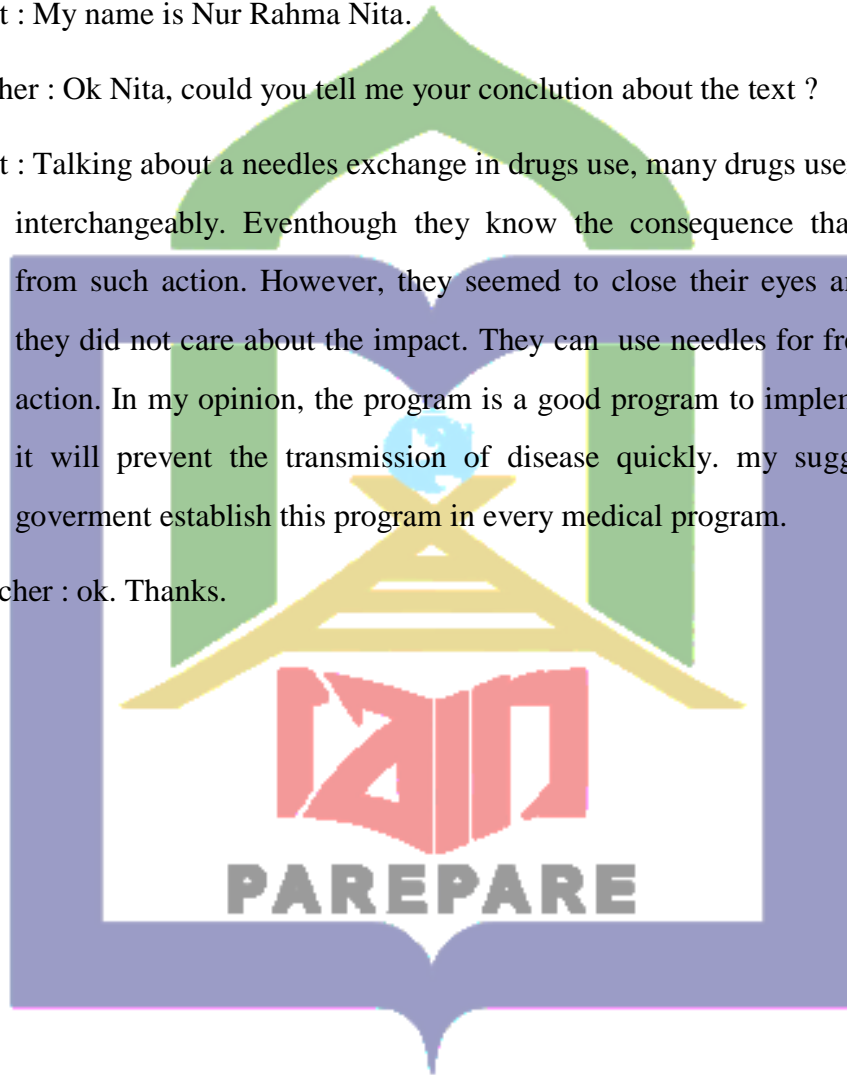 t : My name is Nur Rahma Nita.
her : Ok Nita, could you tell me your conclution about the text ?
t : Talking about a needles exchange in drugs use, many drugs use
interchangeably. Eventhough they know the consequence tha
from such action. However, they seemed to close their eyes a
they did not care about the impact. They can use needles for fr
action. In my opinion, the program is a good program to implem
it will prevent the transmission of disease quickly. my sugg
goverment establish this program in every medical program.
cher : ok. Thanks.
iain
PAREPARE